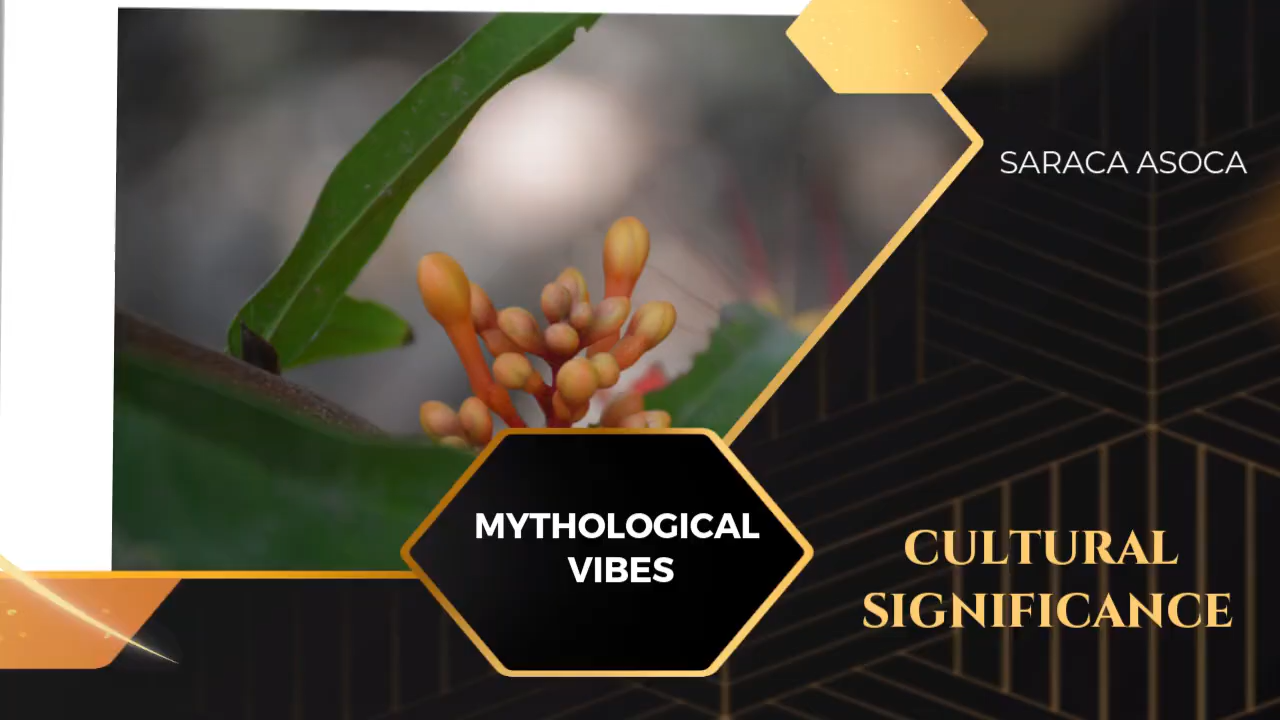 SARACA ASOCA
MYTHOLOGICAL
VIBES
CULTURAL
SIGNIFICANCE